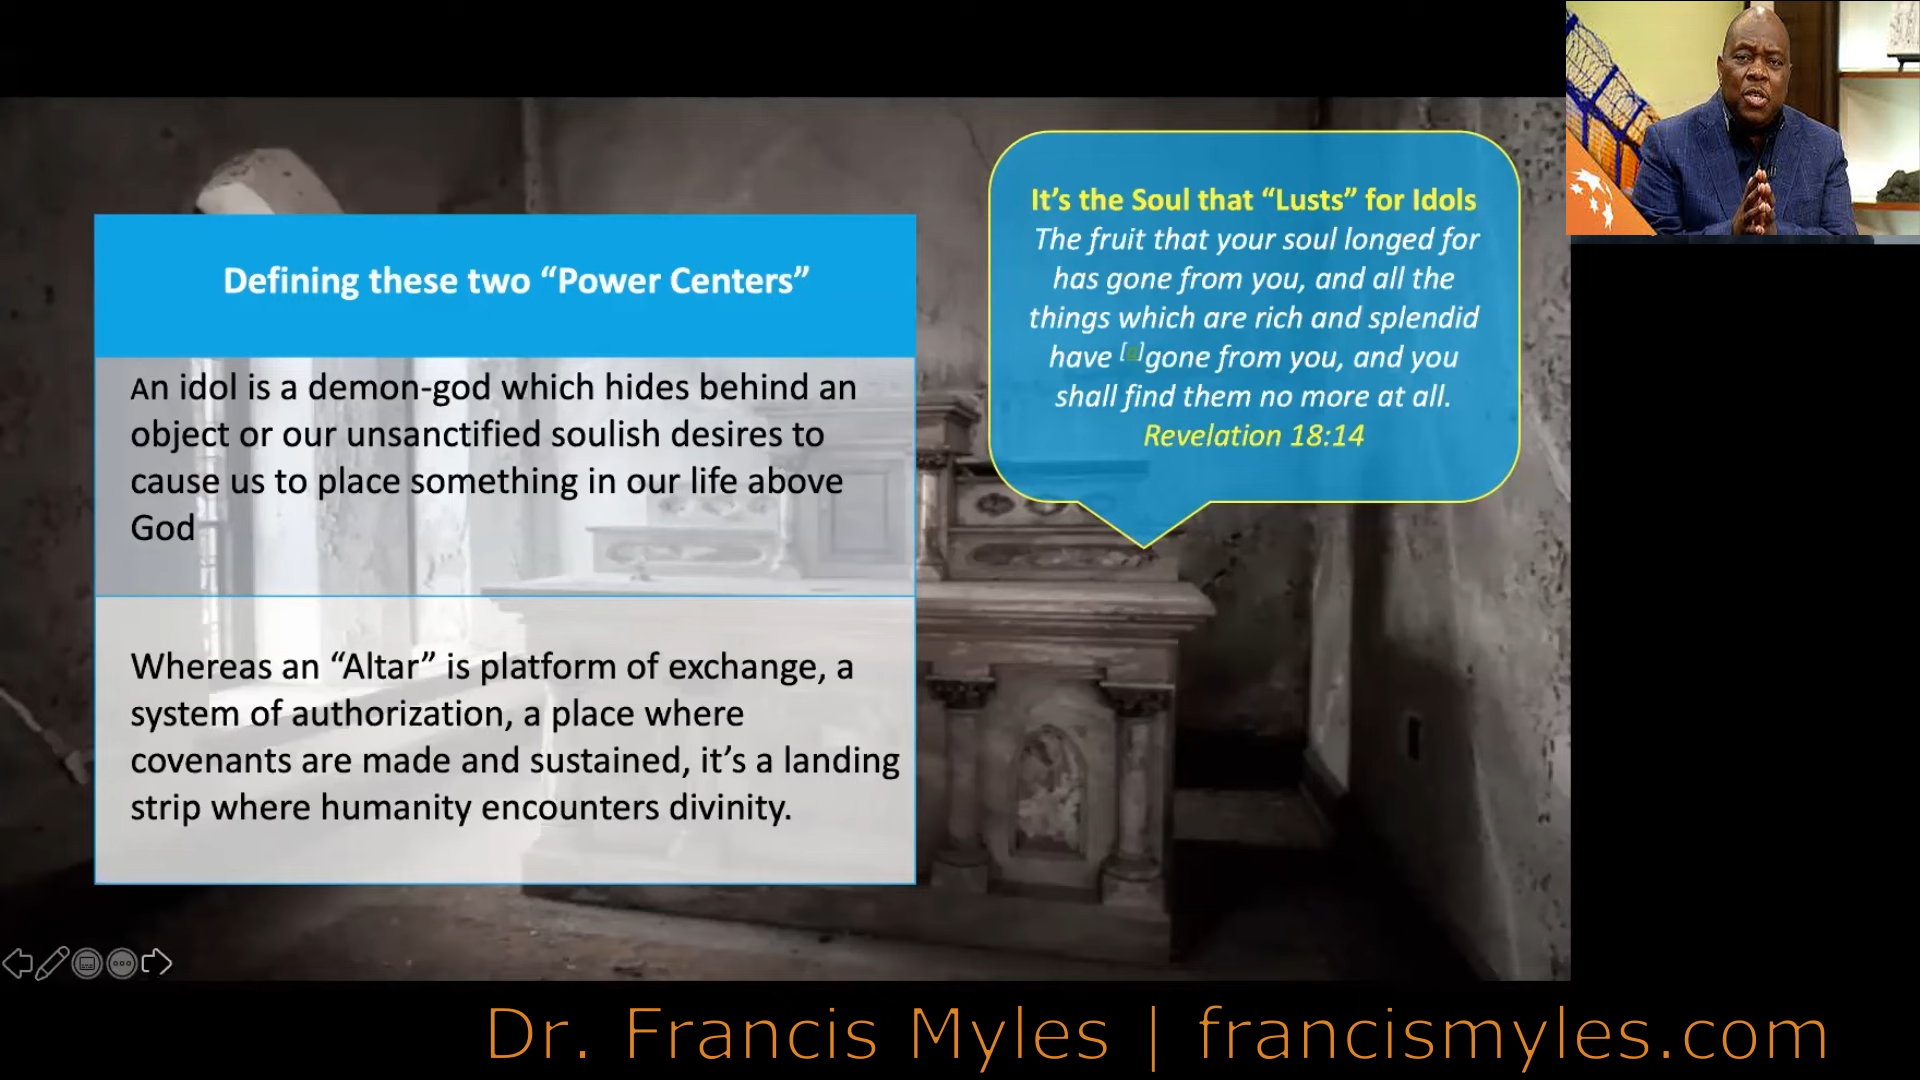 Defining these two “Power Centers”
An idol is a demon-god which hides behind an
object or our unsanctified soulish desires to
cause us to place something in our life above
God
Whereas an “Altar” is platform of exchange, a
system of authorization, a place where
covenants are made and sustained, it’s a landing
strip where humanity encounters divinity.
It’s the Soul that “Lusts” for Idols
The fruit that your soul longed for
has gone from you, and all the
things which are rich and splendid
have [a]gone from you, and you
shall find them no more at all.
Revelation 18:14
Dr. Francis Myles | francismyles.com